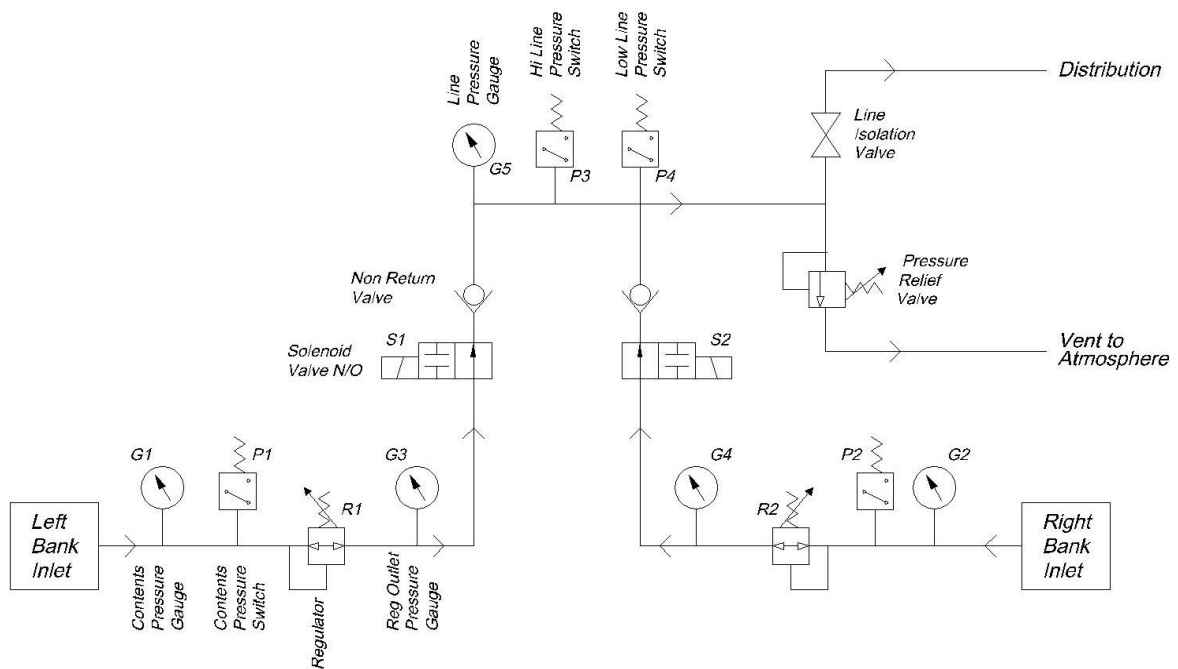 Line
Pressure
Gauge
G5
Hi Line
Pressure
Switch
P3
Low Line
Pressure
Switch
P4
Distribution
Line
Isolation
Valve
Pressure
Relief
Valve
Vent to
Atmosphere
Non Return
Valve
S1
Solenoid
Valve N/O
S2
G1
P1
R1
G3
G4
R2
P2
G2
Left
Bank
Inlet
Right
Bank
Inlet
Contents
Pressure
Gauge
Contents
Pressure
Switch
Regulator
Reg Outlet
Pressure
Gauge